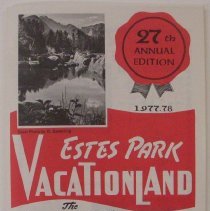 27th
ANNUAL
EDITION
1977-78
ESTES PARK
VACATIONLAND
The